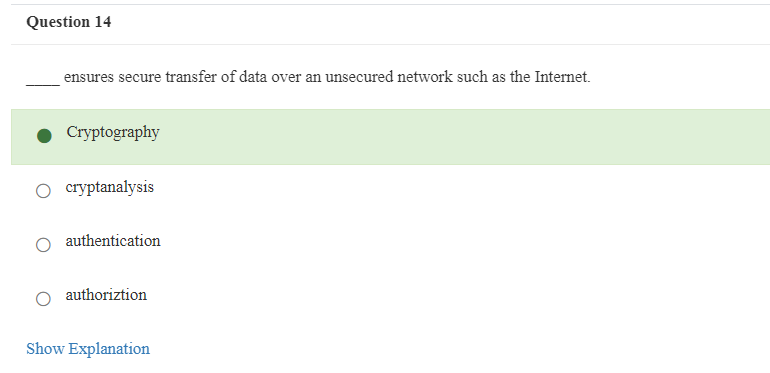 Question 14
____ ensures secure transfer of data over an unsecured network such as the Internet.
Cryptography
cryptanalysis
authentication
authoriztion
Show Explanation